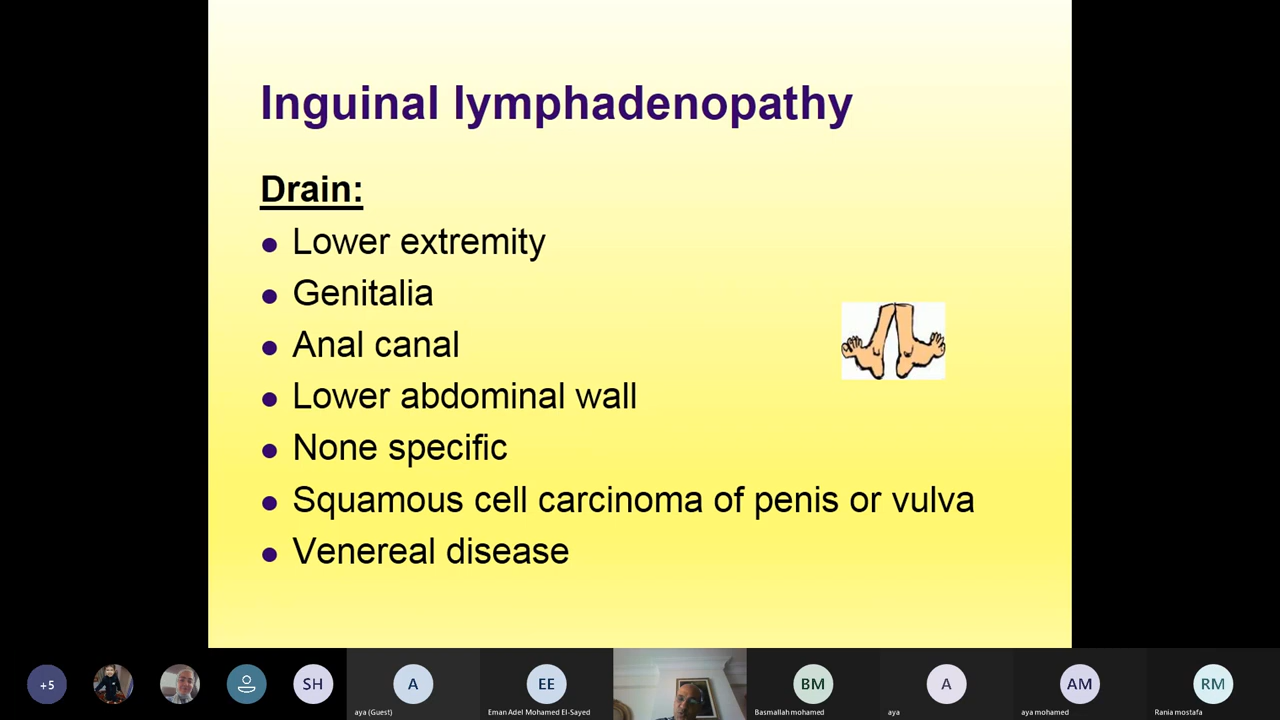 Inguinal lymphadenopathy
Drain:
Lower extremity
Genitalia
Anal canal
Lower abdominal wall
None specific
Squamous cell carcinoma of penis or vulva
Venereal disease
+5
SH
A
EE
BM
A
AM
RM
aya (Guest)
Eman Adel Mohamed El-Sayed
Basmallah mohamed
aya
aya mohamed
Rania mostafa